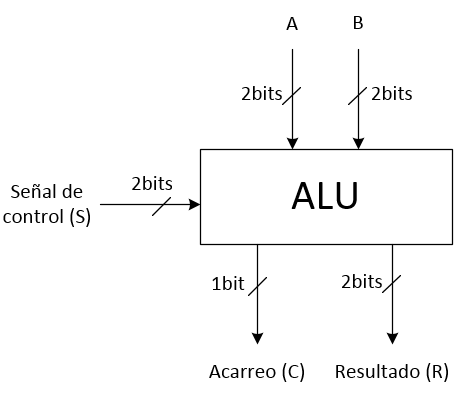 A
B
2bits
2bits
2bits
Señal de
control (S)
ALU
1bit
2bits
Acarreo (C)
Resultado (R)